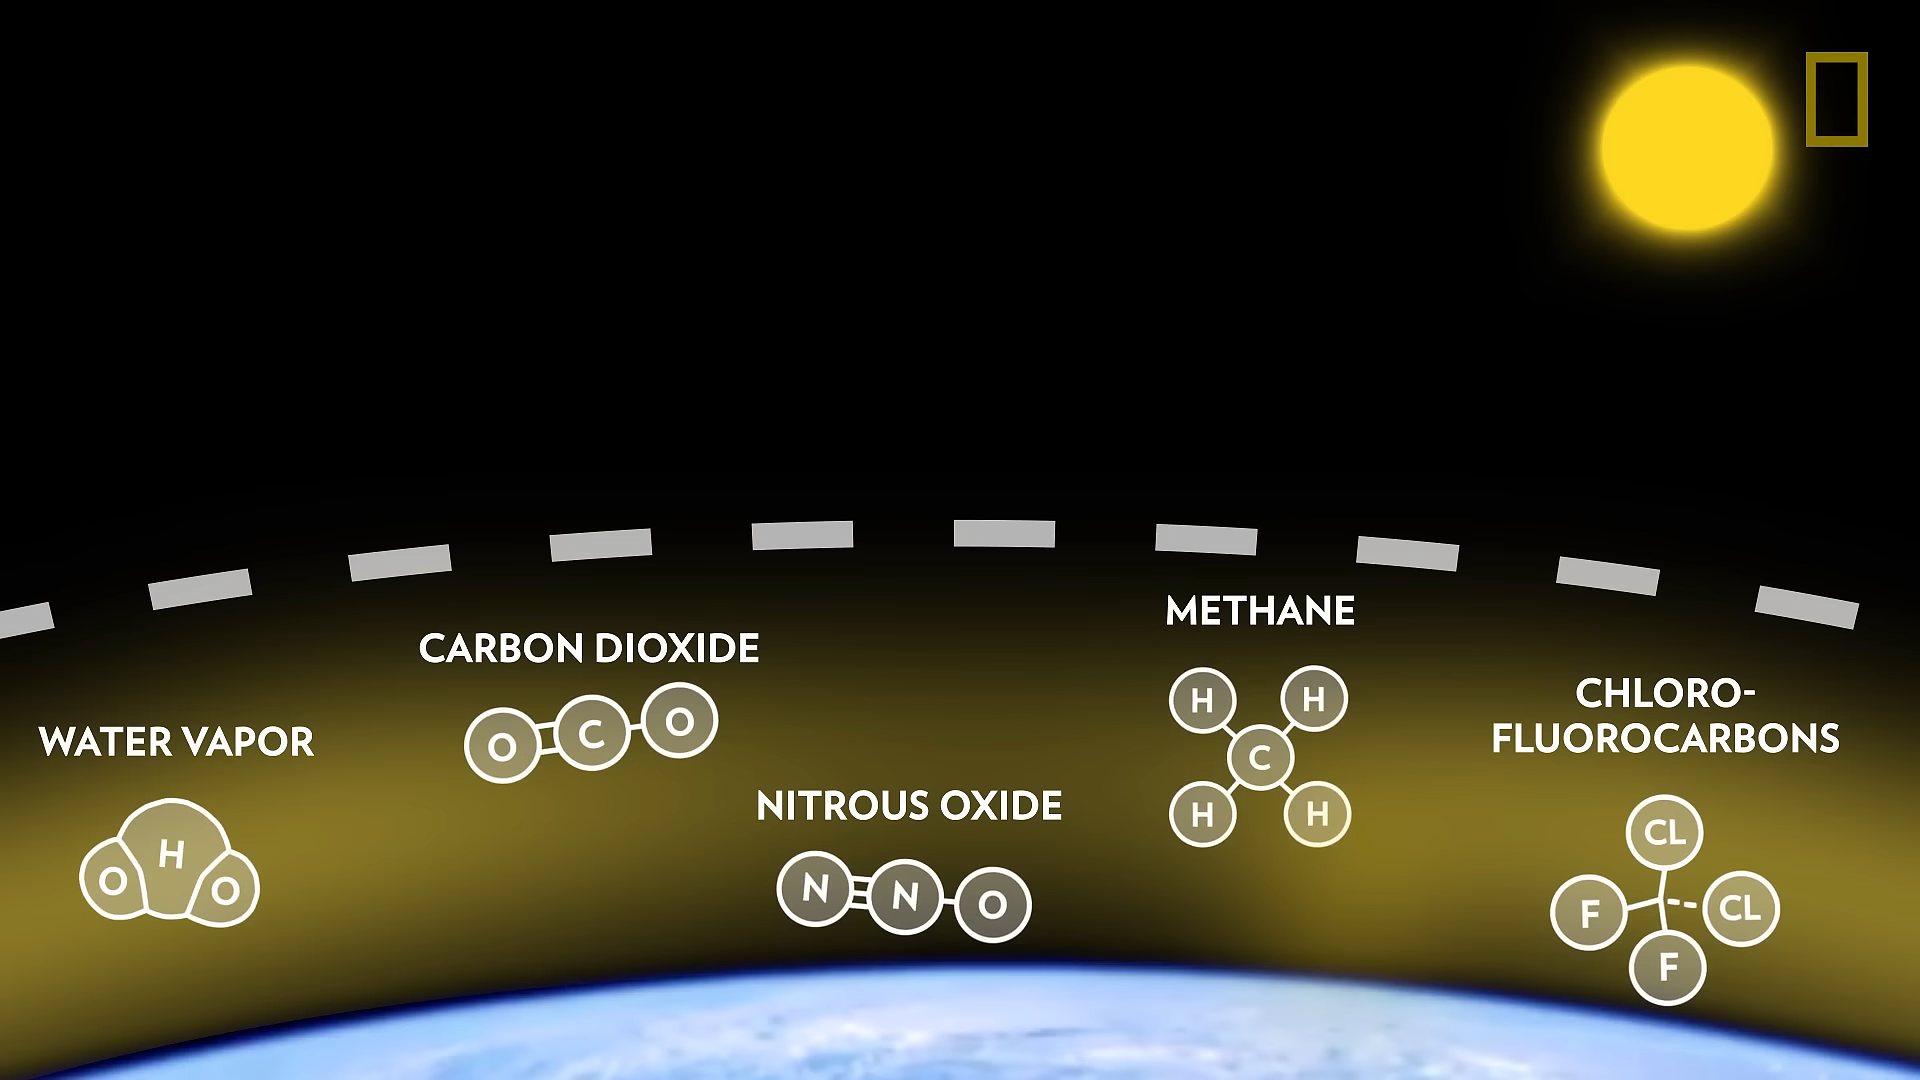 WATER VAPOR
H
O
O
CARBON DIOXIDE
O
C
O
NITROUS OXIDE
N
N
O
METHANE
H
H
C
H
H
CHLORO-
FLUOROCARBONS
CL
F
CL
F